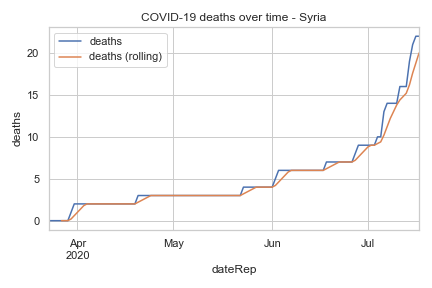 COVID-19 deaths over time - Syria
deaths
deaths (rolling)
deaths
20
15
10
5
0
Apr
2020
May
Jun
Jul
dateRep